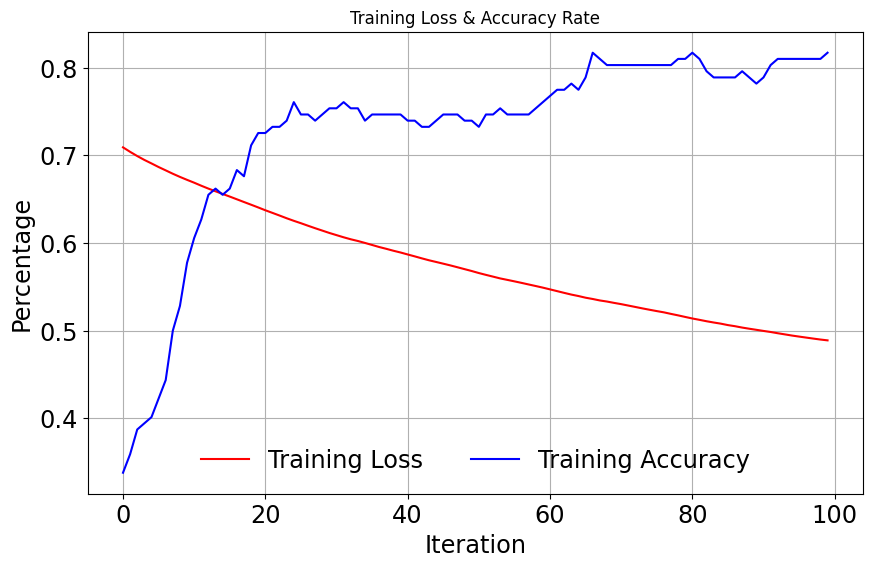 Training Loss & Accuracy Rate
Percentage
0.8
0.7
0.6
0.5
0.4
Training Loss
Training Accuracy
0 20 40 60 80 100
Iteration